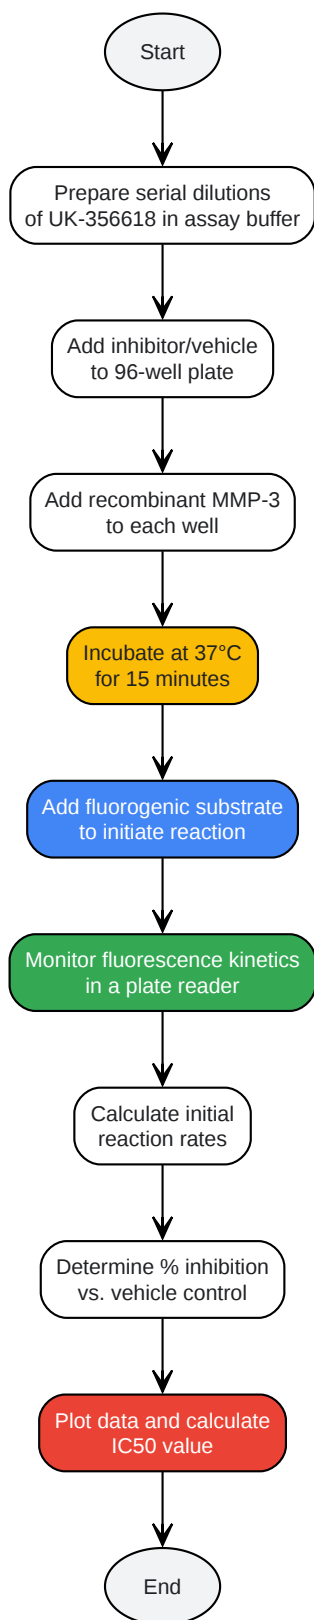 Start
Prepare serial dilutions
of UK-356618 in assay buffer
Add inhibitor/vehicle
to 96-well plate
Add recombinant MMP-3
to each well
Incubate at 37°C
for 15 minutes
Add fluorogenic substrate
to initiate reaction
Monitor fluorescence kinetics
in a plate reader
Calculate initial
reaction rates
Determine % inhibition
vs. vehicle control
Plot data and calculate
IC50 value
End